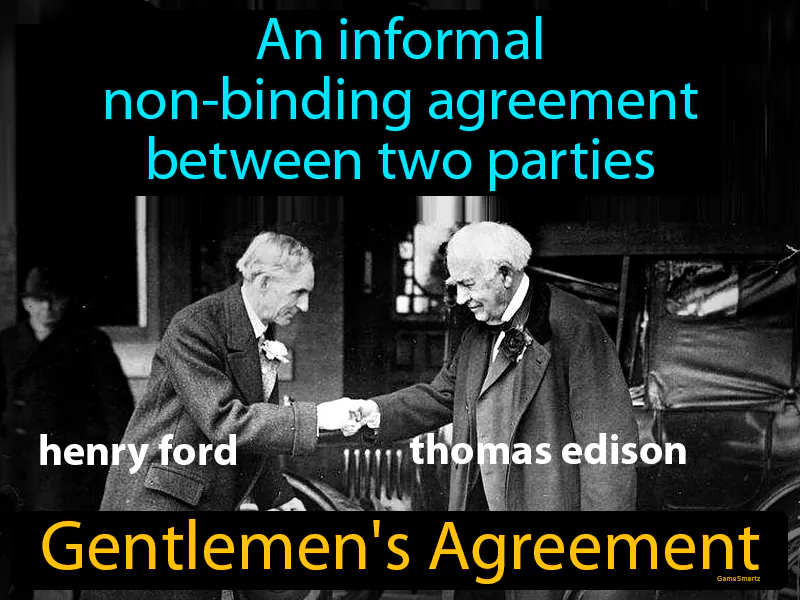 An informal
non-binding agreement
between two parties
henry ford
thomas edison
Gentlemen's Agreement
GameSmartz